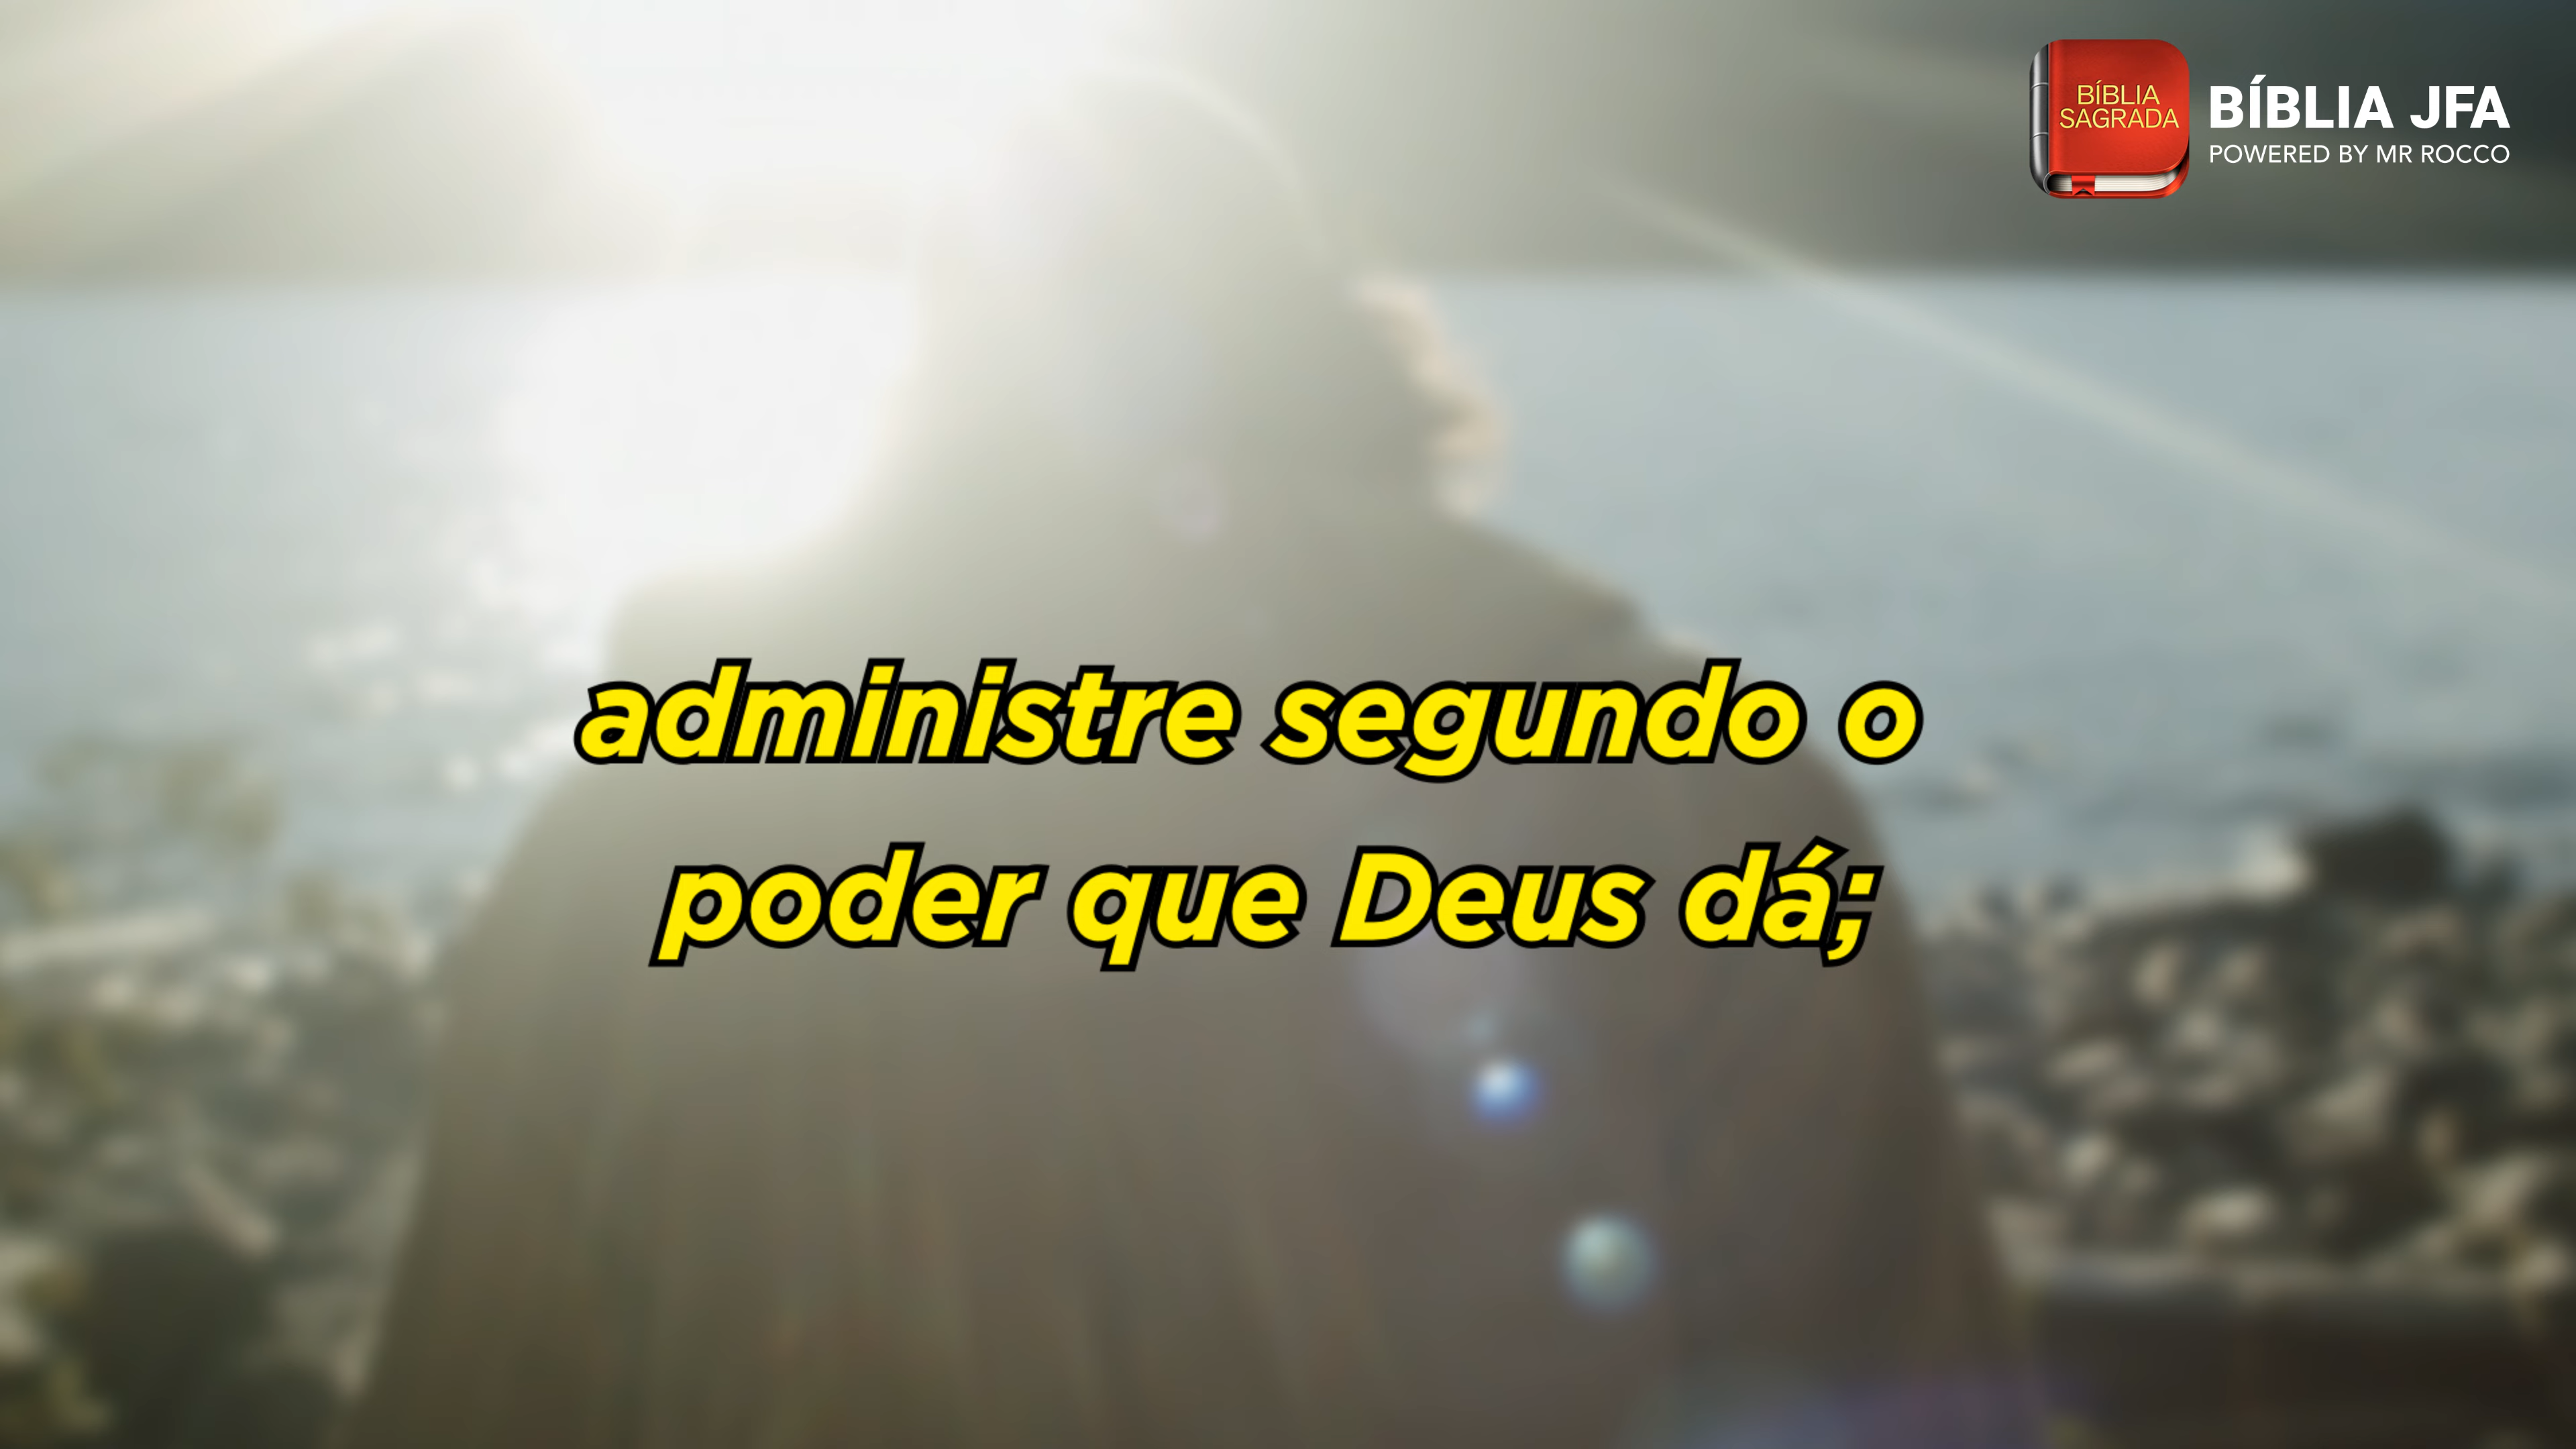 BÍBLIA
SAGRADA
BÍBLIA JFA
POWERED BY MR ROCCO
administre segundo o
poder que Deus dá;